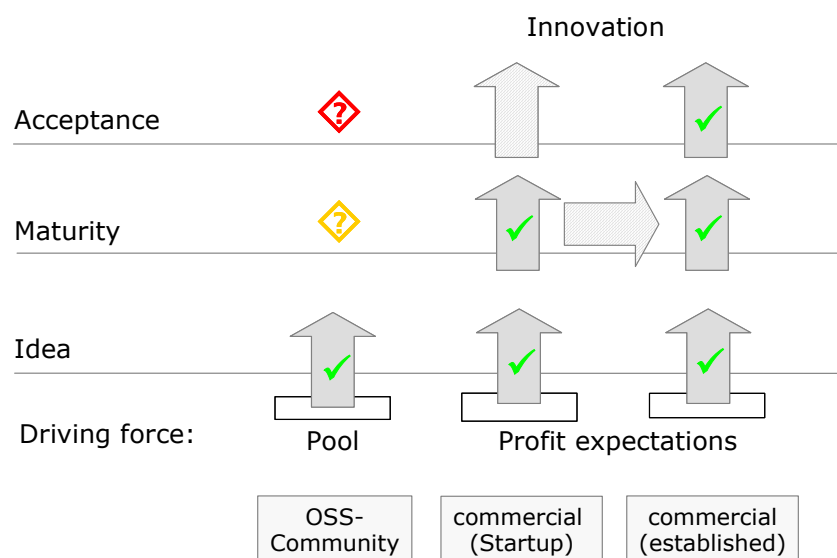 Innovation
Acceptance
?
Maturity
?
Idea
Driving force:
Pool
Profit expectations
OSS-
Community
commercial
(Startup)
commercial
(established)